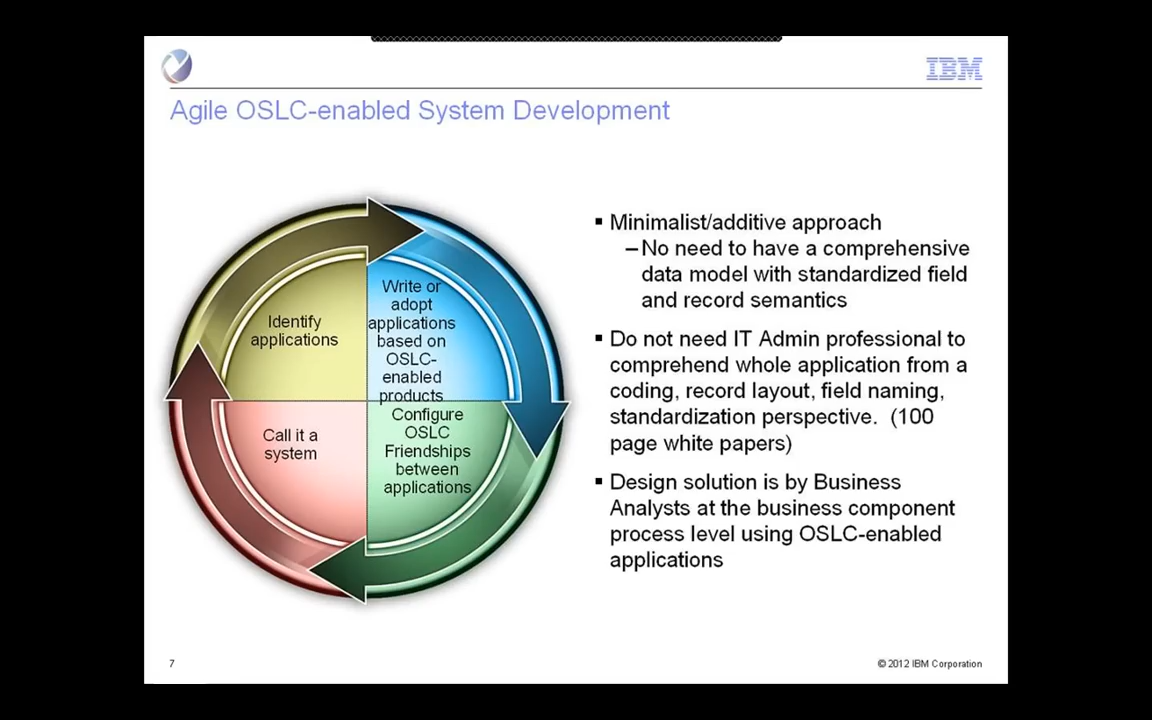 IBM
Agile OSLC-enabled System Development
Identify
applications
Write or
adopt
applications
based on
OSLC-
enabled
products
Configure
OSLC
Friendships
between
applications
Call it a
system
▪ Minimalist/additive approach
–No need to have a comprehensive
data model with standardized field
and record semantics
▪ Do not need IT Admin professional to
comprehend whole application from a
coding, record layout, field naming,
standardization perspective.  (100
page white papers)
▪ Design solution is by Business
Analysts at the business component
process level using OSLC-enabled
applications
7
© 2012 IBM Corporation